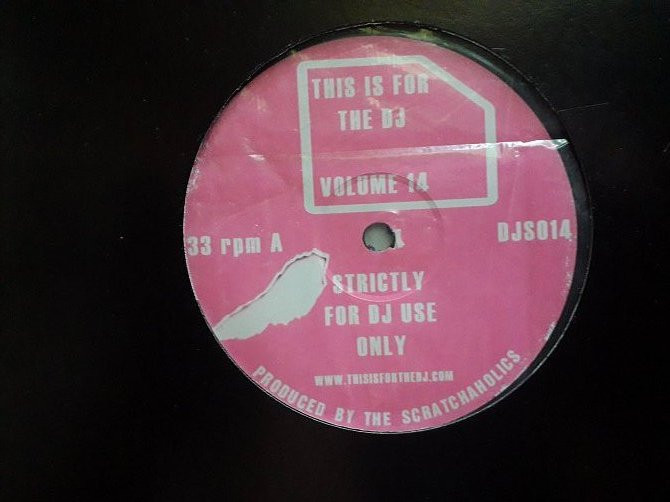 THIS IS FOR
THE DJ
VOLUME 14
33 rpm A
DJS014
STRICTLY
FOR DJ USE
ONLY
WWW.THISISFORTHEDJ.COM
PRODUCED BY THE SCRATCHAHOLICS